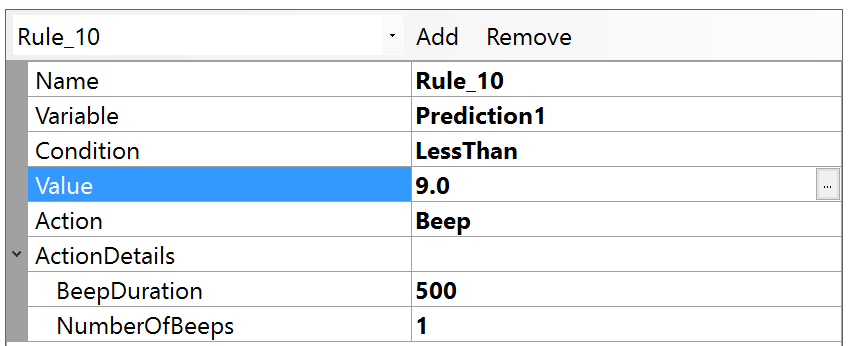 Rule_10 Add Remove
Name Rule_10
Variable Prediction1
Condition LessThan
Value 9.0 ...
Action Beep
ActionDetails
BeepDuration 500
NumberOfBeeps 1